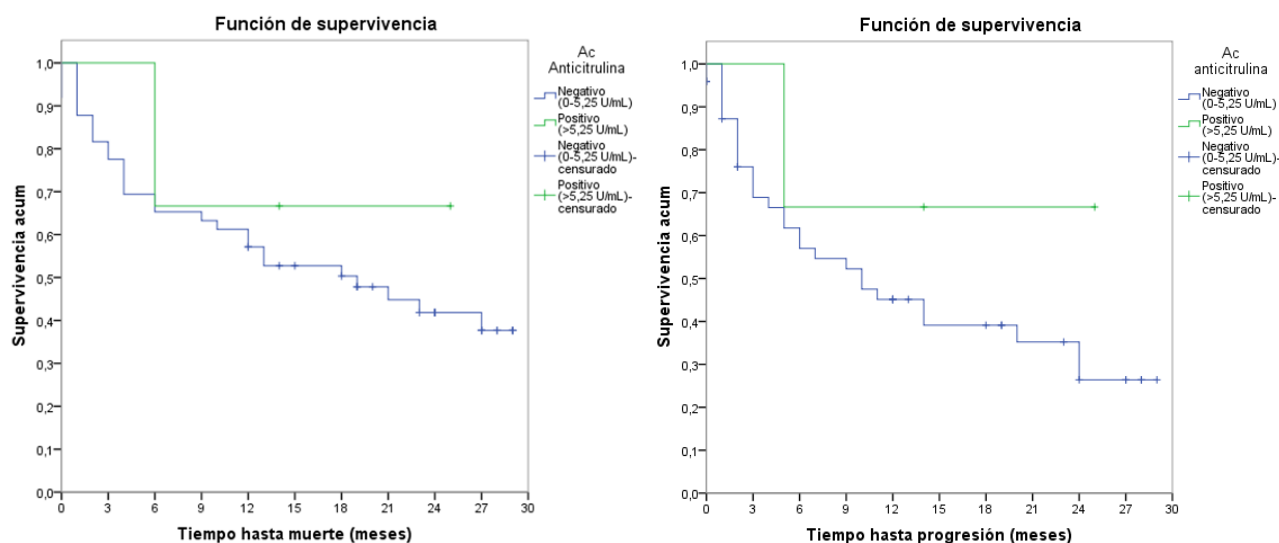 Función de supervivencia
Ac
Anticitrulina
Negativo
(0-5,25 U/mL)
Positivo
(>5,25 U/mL)
Negativo
(0-5,25 U/mL)-
censurado
Positivo
(>5,25 U/mL)-
censurado
Supervivencia acum
1,0
0,9
0,8
0,7
0,6
0,5
0,4
0,3
0,2
0,1
0,0
0 3 6 9 12 15 18 21 24 27 30
Tiempo hasta muerte (meses)
Función de supervivencia
Ac
anticitrulina
Negativo
(0-5,25 U/mL)
Positivo
(>5,25 U/mL)
Negativo
(0-5,25 U/mL)-
censurado
Positivo
(>5,25 U/mL)-
censurado
Supervivencia acum
1,0
0,9
0,8
0,7
0,6
0,5
0,4
0,3
0,2
0,1
0,0
0 3 6 9 12 15 18 21 24 27 30
Tiempo hasta progresión (meses)